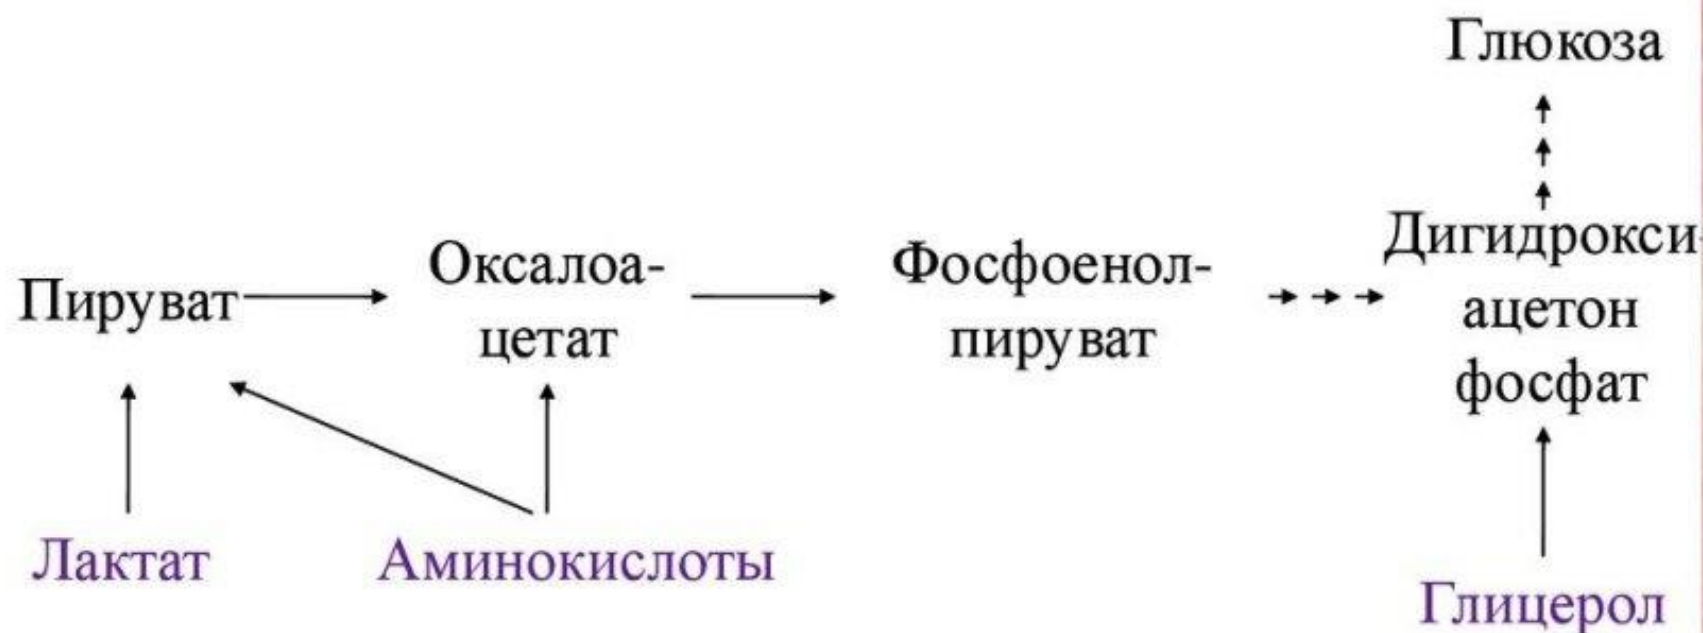 Глюкоза
Пируват
Оксалоа-
цетат
Фосфоенол-
пируват
Дигидрокси-
ацетон
фосфат
Лактат
Аминокислоты
Глицерол